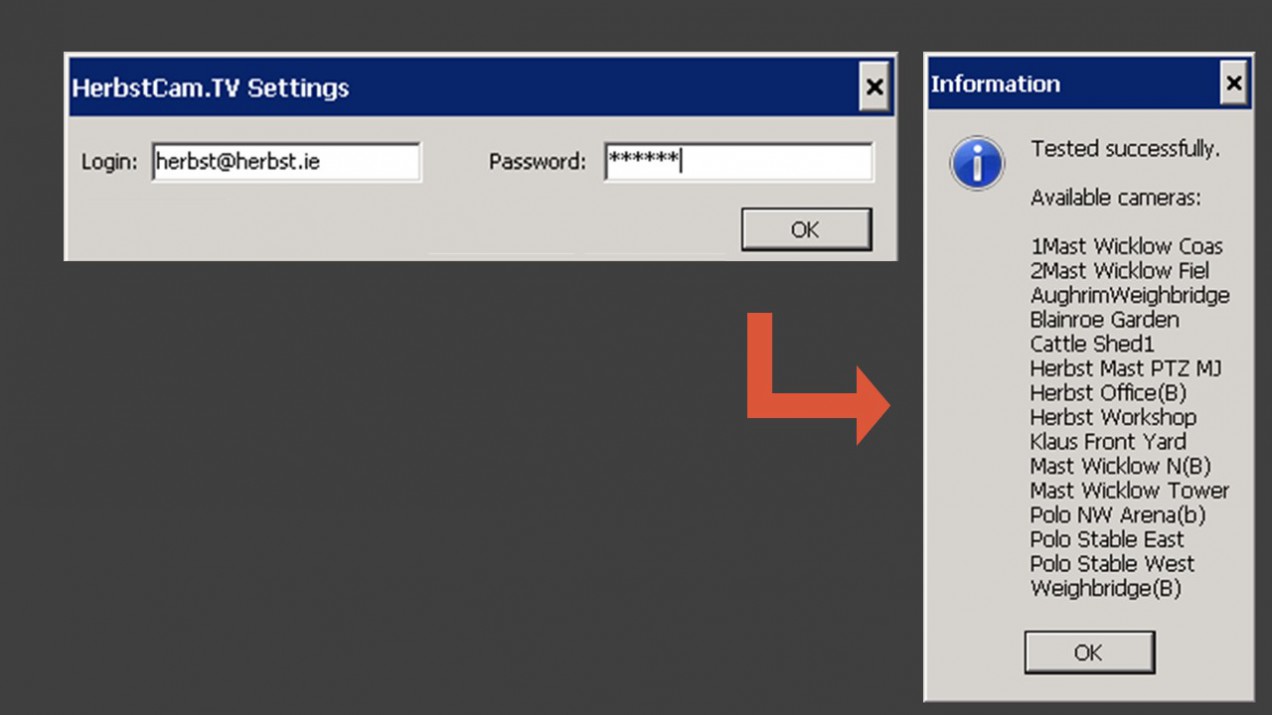 HerbstCam.TV Settings
Login: herbst@herbst.ie Password: ******
OK
Information
Tested successfully.
Available cameras:
1Mast Wicklow Coas
2Mast Wicklow Fiel
AughrimWeighbridge
Blainroe Garden
Cattle Shed1
Herbst Mast PTZ MJ
Herbst Office(B)
Herbst Workshop
Klaus Front Yard
Mast Wicklow N(B)
Mast Wicklow Tower
Polo NW Arena(b)
Polo Stable East
Polo Stable West
Weighbridge(B)
OK